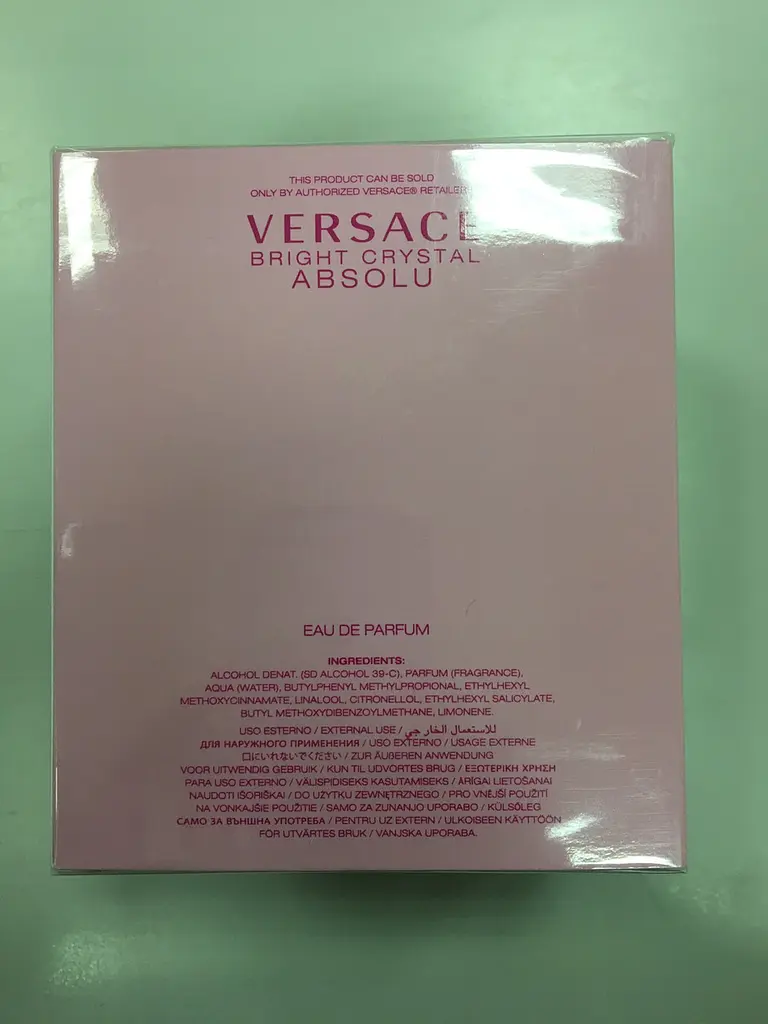 THIS PRODUCT CAN BE SOLD
ONLY BY AUTHORIZED VERSACE® RETAILER
VERSACE
BRIGHT CRYSTAL
ABSOLU
EAU DE PARFUM
INGREDIENTS:
ALCOHOL DENAT. (SD ALCOHOL 39-C), PARFUM (FRAGRANCE),
AQUA (WATER), BUTYLPHENYL METHYLPROPIONAL, ETHYLHEXYL
METHOXYCINNAMATE, LINALOOL, CITRONELLOL, ETHYLHEXYL SALICYLATE,
BUTYL METHOXYDIBENZOYLMETHANE, LIMONENE.
USO ESTERNO / EXTERNAL USE / للاستعمال الخارجي
ДЛЯ НАРУЖНОГО ПРИМЕНЕНИЯ / USO EXTERNO / USAGE EXTERNE
口にいれないでください / ZUR ÄUßEREN ANWENDUNG
VOOR UITWENDIG GEBRUIK / KUN TIL UDVORTES BRUG / ΕΞΩΤΕΡΙΚΗ ΧΡΗΣΗ
PARA USO EXTERNO / VÄLISPIDISEKS KASUTAMISEKS / ĀRĪGAI LIETOŠANAI
NAUDOTI IŠORIŠKAI / DO UŻYTKU ZEWNĘTRZNEGO / PRO VNĚJŠÍ POUŽITÍ
NA VONKAJŠIE POUŽITIE / SAMO ZA ZUNANJO UPORABO / KÜLSŐLEG
САМО ЗА ВЪНШНА УПОТРЕБА / PENTRU UZ EXTERN / ULKOISEEN KÄYTTÖÖN
FÖR UTVÄRTES BRUK / VANJSKA UPORABA.